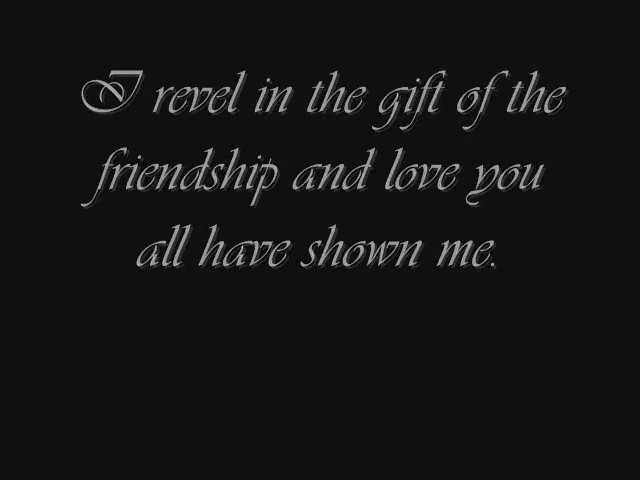 I revel in the gift of the
friendship and love you
all have shown me.